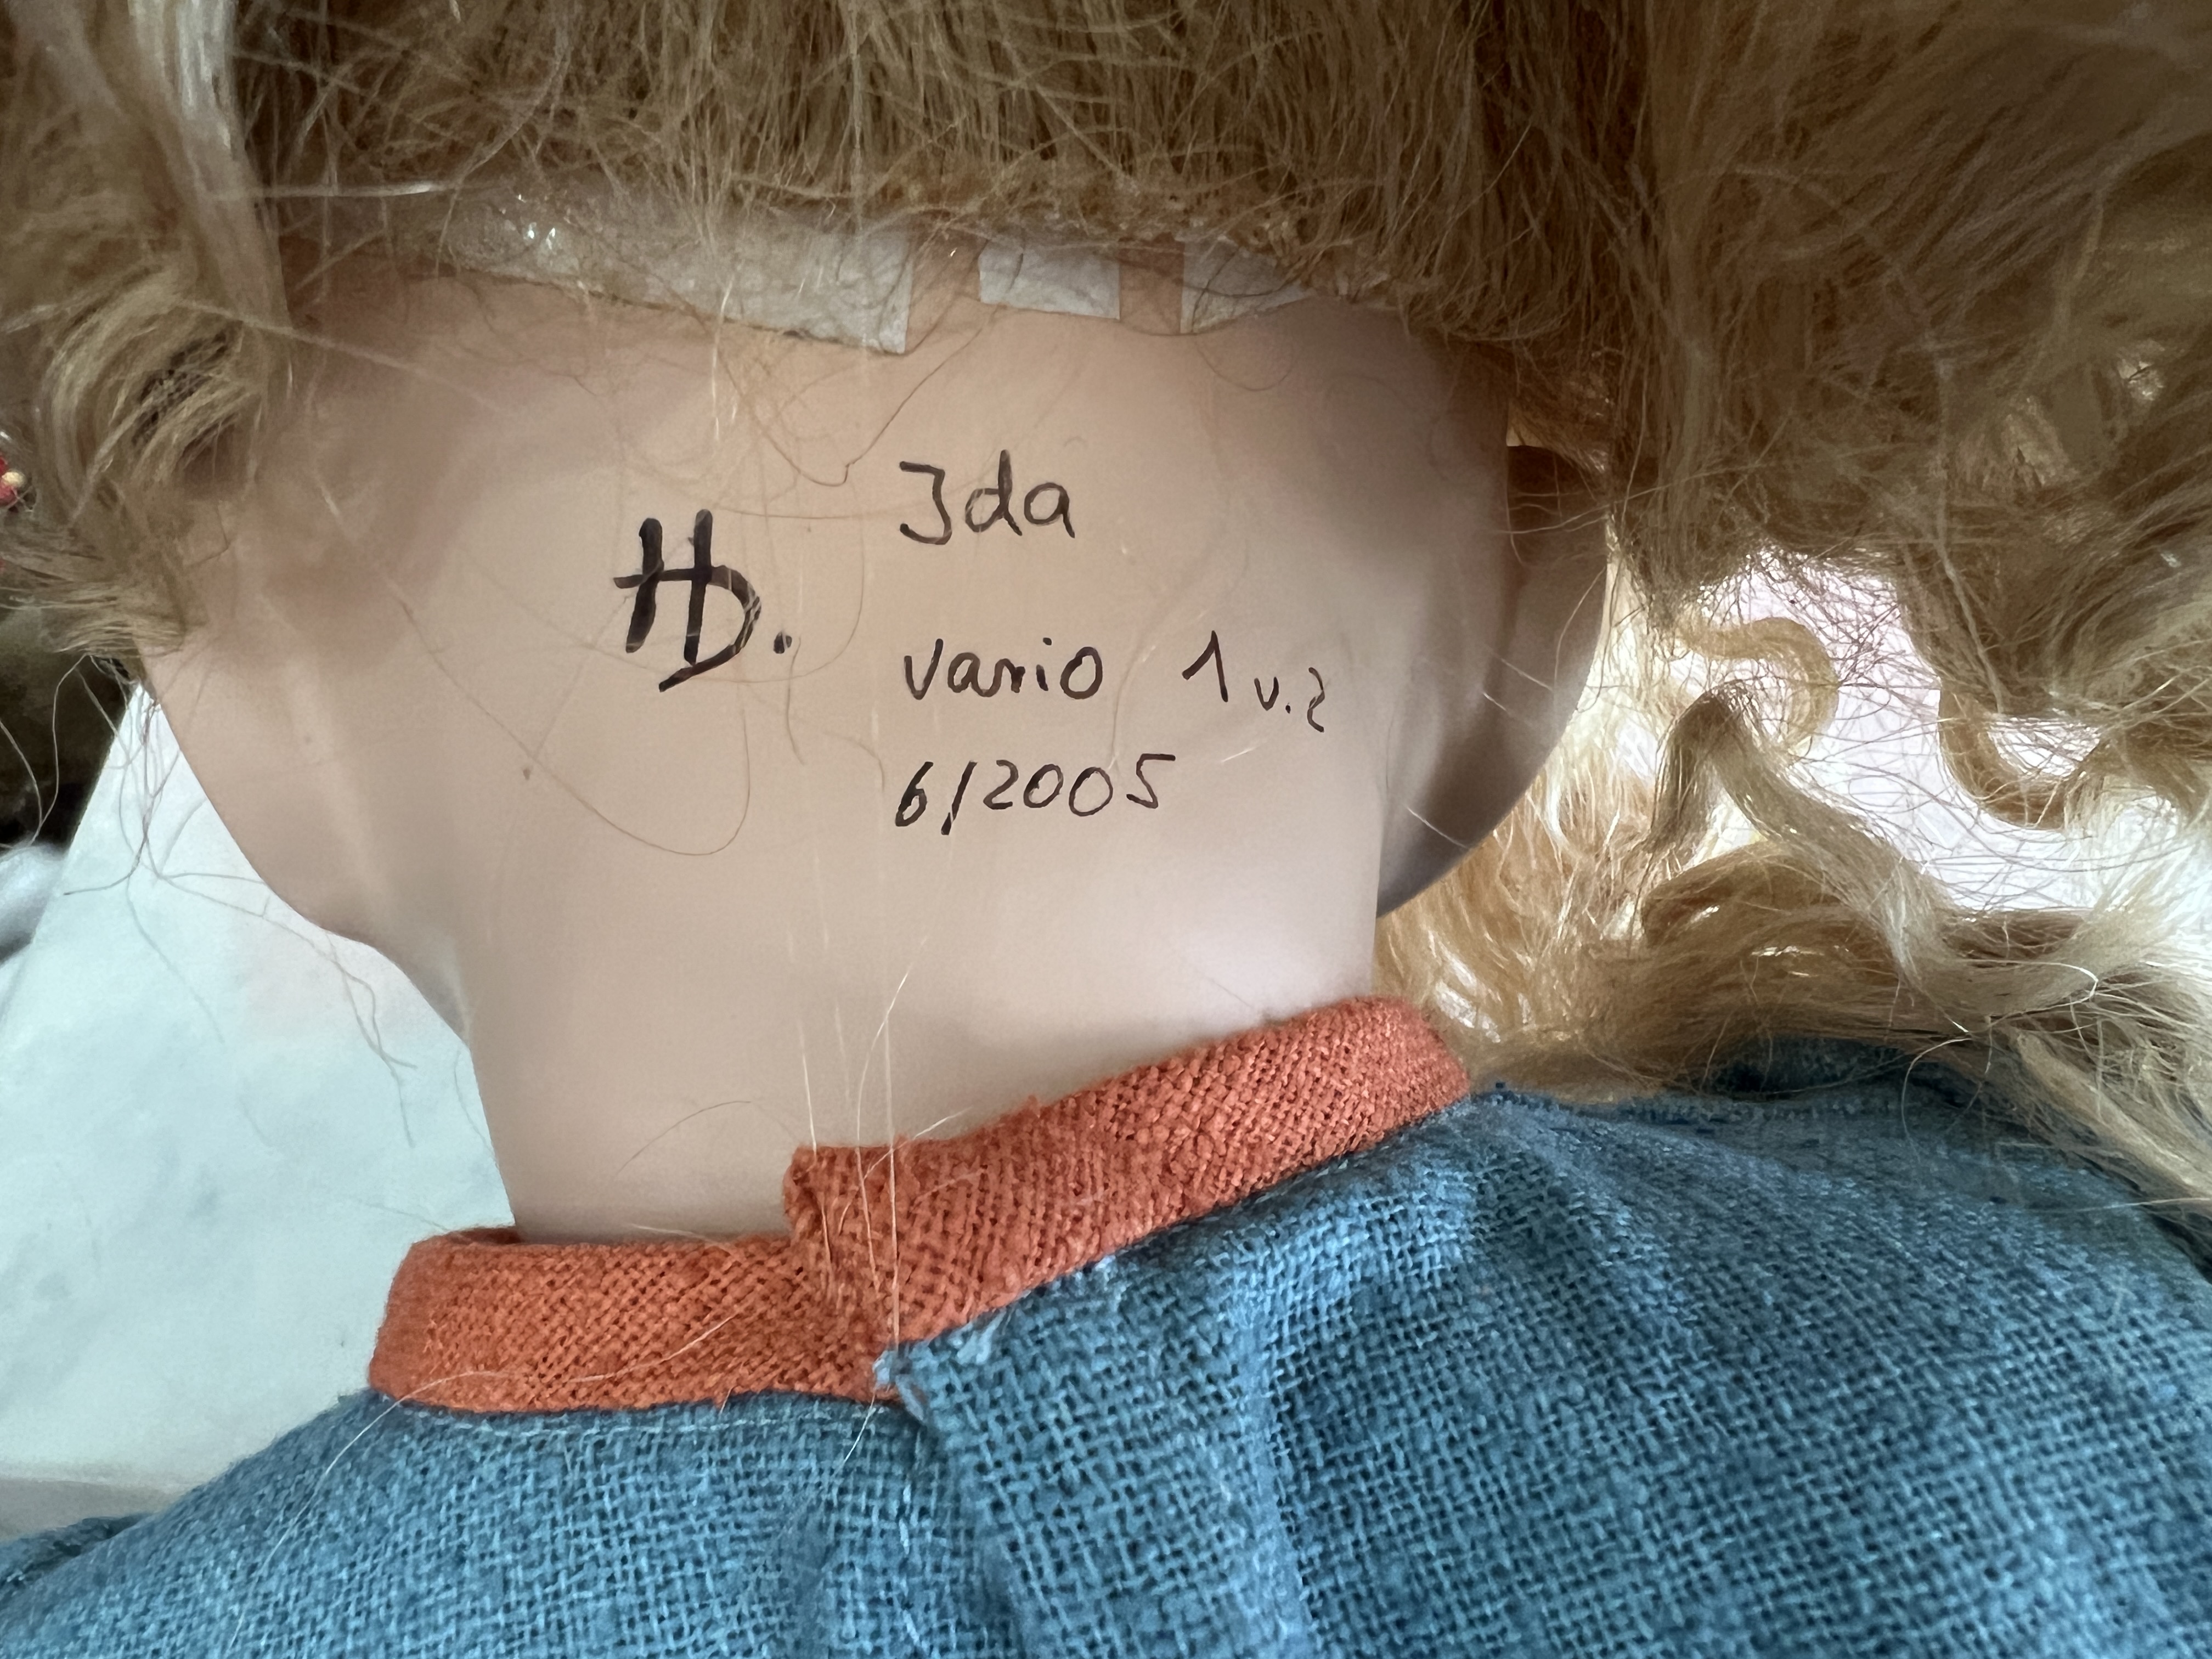 HD.
Ida
vario 1 v. 2
6/2005